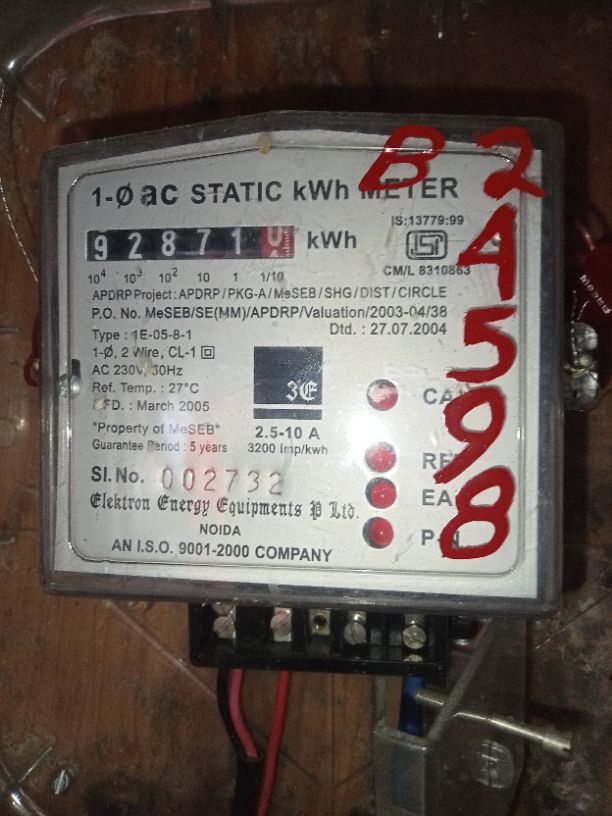 B 2
A
5
9
8
1-Ø ac STATIC kWh METER
92871 0 kWh
10⁴ 10³ 10² 10 1 1/10
IS:13779:99
ISI
CM/L 8310863
APDRP Project : APDRP / PKG-A / MeSEB / SHG / DIST / CIRCLE
P.O. No. MeSEB/SE(MM)/APDRP/Valuation/2003-04/38
Dtd. : 27.07.2004
Type : 1E-05-8-1
1-Ø, 2 Wire, CL-1
AC 230V, 50Hz
Ref. Temp. : 27°C
MFD. : March 2005
"Property of MeSEB"
Guarantee Period : 5 years
3E
2.5-10 A
3200 Imp/kwh
SI. No. 002732
Elektron Energy Equipments P Ltd.
NOIDA
AN I.S.O. 9001-2000 COMPANY